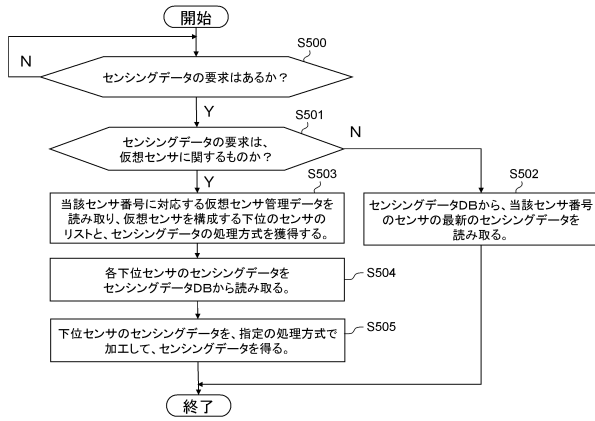 開始
S500
N
センシングデータの要求はあるか？
Y
S501
センシングデータの要求は、
仮想センサに関するものか？
N
Y
S503
当該センサ番号に対応する仮想センサ管理データを
読み取り、仮想センサを構成する下位のセンサの
リストと、センシングデータの処理方式を獲得する。
S502
センシングデータDBから、当該センサ番号
のセンサの最新のセンシングデータを
読み取る。
S504
各下位センサのセンシングデータを
センシングデータDBから読み取る。
S505
下位センサのセンシングデータを、指定の処理方式で
加工して、センシングデータを得る。
終了